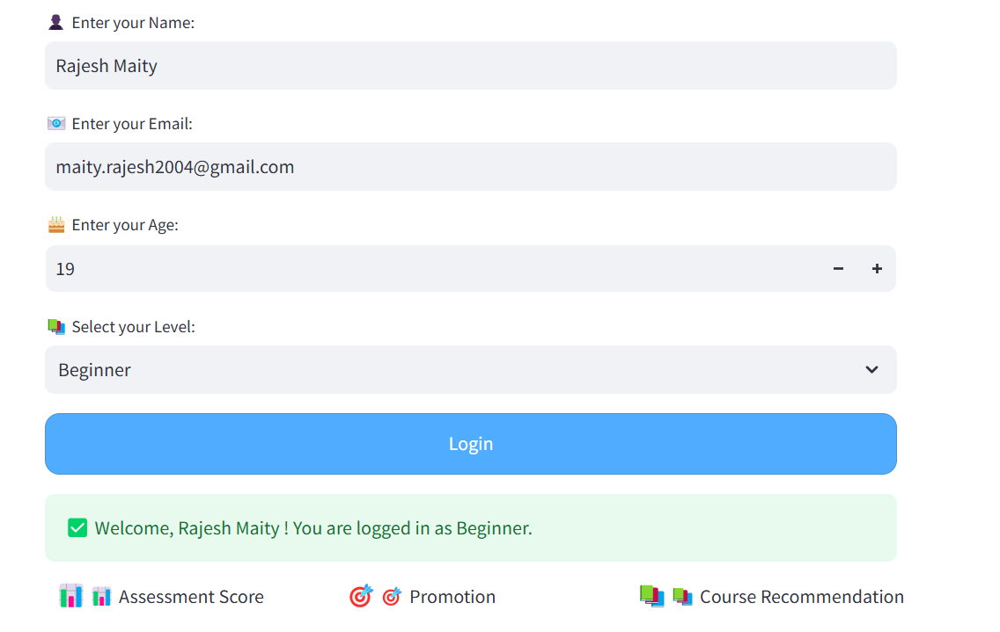 Enter your Name:
Rajesh Maity
Enter your Email:
maity.rajesh2004@gmail.com
Enter your Age:
19
Select your Level:
Beginner
Login
Welcome, Rajesh Maity ! You are logged in as Beginner.
Assessment Score Promotion Course Recommendation